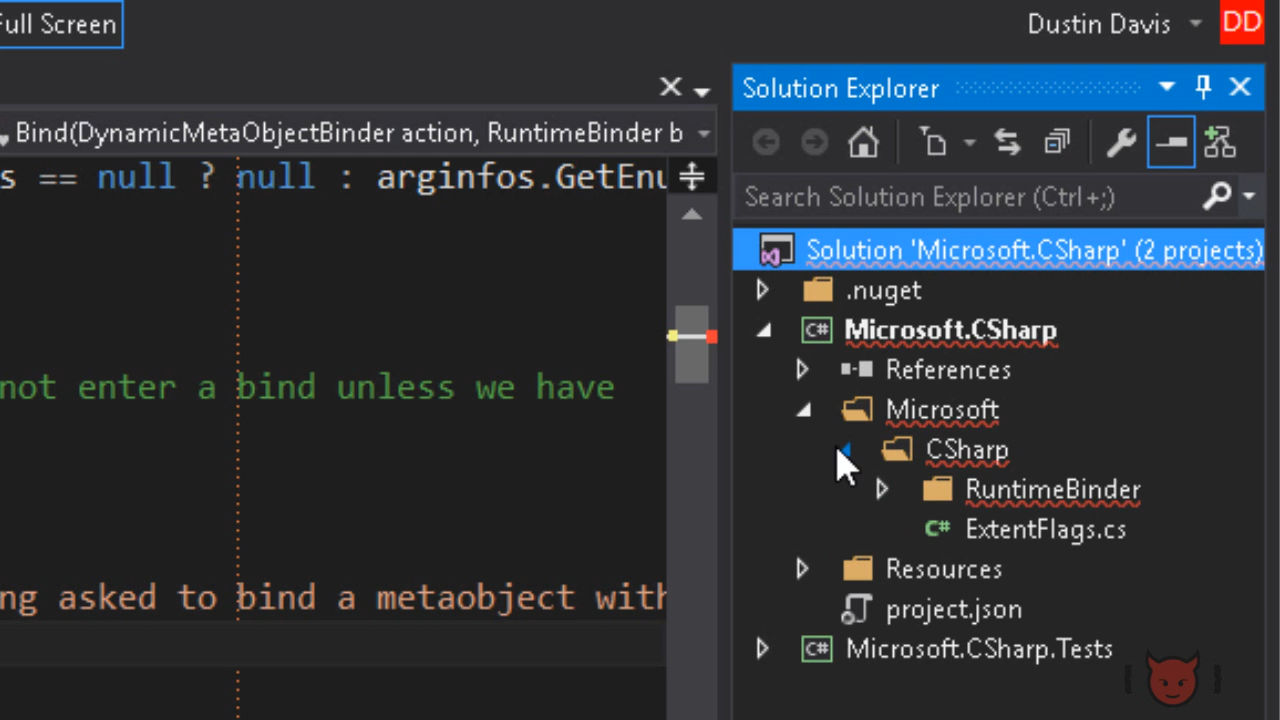 Full Screen
Dustin Davis
DD
Solution Explorer
Bind(DynamicMetaObjectBinder action, RuntimeBinder b
s == null ? null : arginfos.GetEnu
Search Solution Explorer (Ctrl+;)
Solution 'Microsoft.CSharp' (2 projects)
.nuget
C# Microsoft.CSharp
References
not enter a bind unless we have
Microsoft
CSharp
RuntimeBinder
C# ExtentFlags.cs
Resources
ng asked to bind a metaobject with
project.json
C# Microsoft.CSharp.Tests